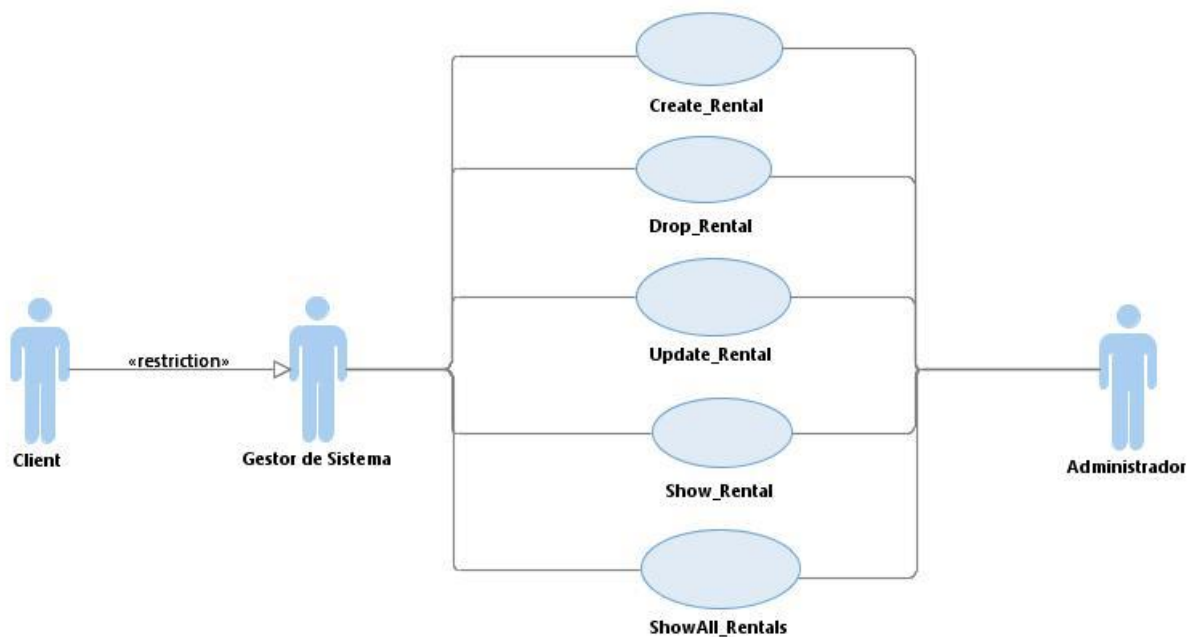 Create_Rental
Drop_Rental
Update_Rental
«restriction»
Client
Gestor de Sistema
Administrador
Show_Rental
ShowAll_Rentals